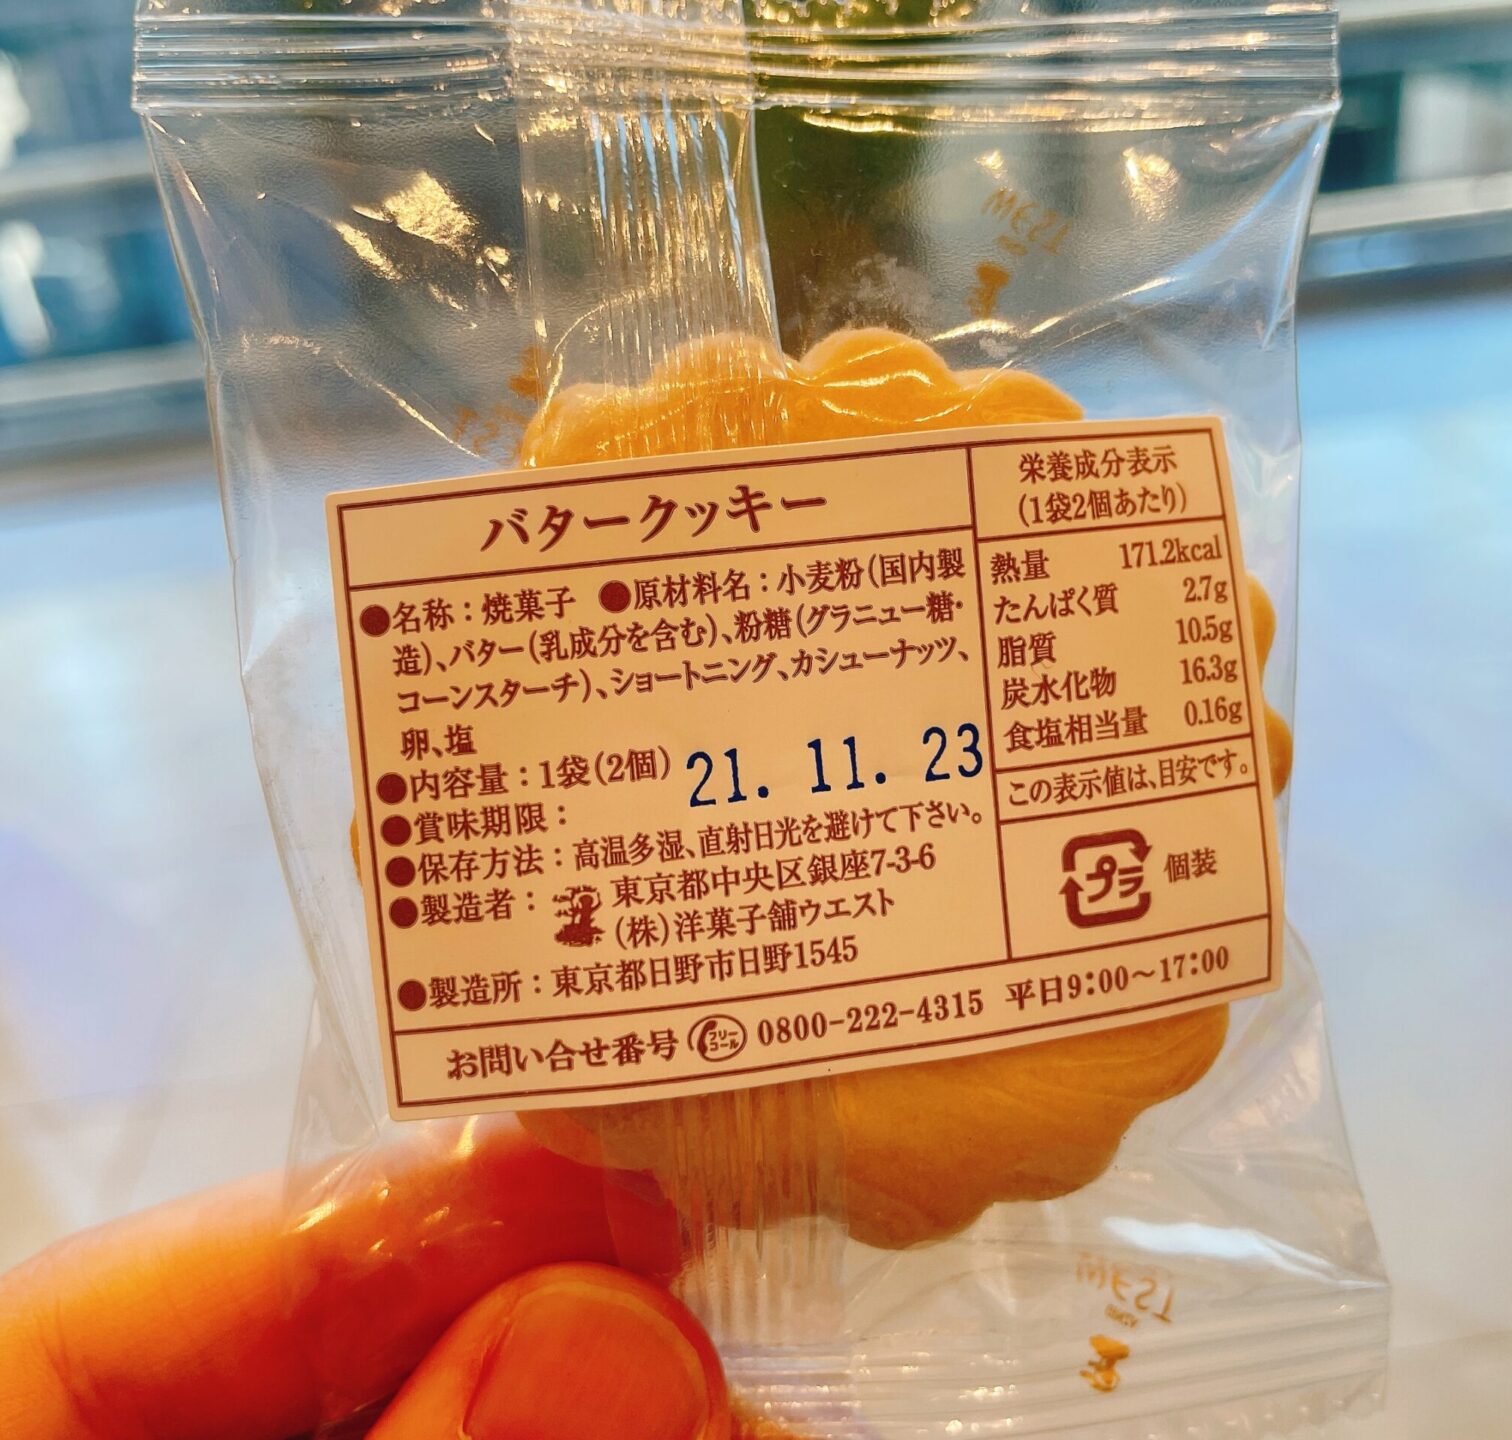 WEST
バタークッキー
●名称：焼菓子 ●原材料名：小麦粉(国内製
造)、バター(乳成分を含む)、粉糖(グラニュー糖・
コーンスターチ)、ショートニング、カシューナッツ、
卵、塩
●内容量：1袋(2個)
●賞味期限： 21. 11. 23
●保存方法：高温多湿、直射日光を避けて下さい。
●製造者： 東京都中央区銀座7-3-6
(株)洋菓子舗ウエスト
●製造所：東京都日野市日野1545
栄養成分表示
(1袋2個あたり)
熱量 171.2kcal
たんぱく質 2.7g
脂質 10.5g
炭水化物 16.3g
食塩相当量 0.16g
この表示値は、目安です。
プラ 個装
お問い合せ番号 フリーコール 0800-222-4315 平日9:00〜17:00
WEST